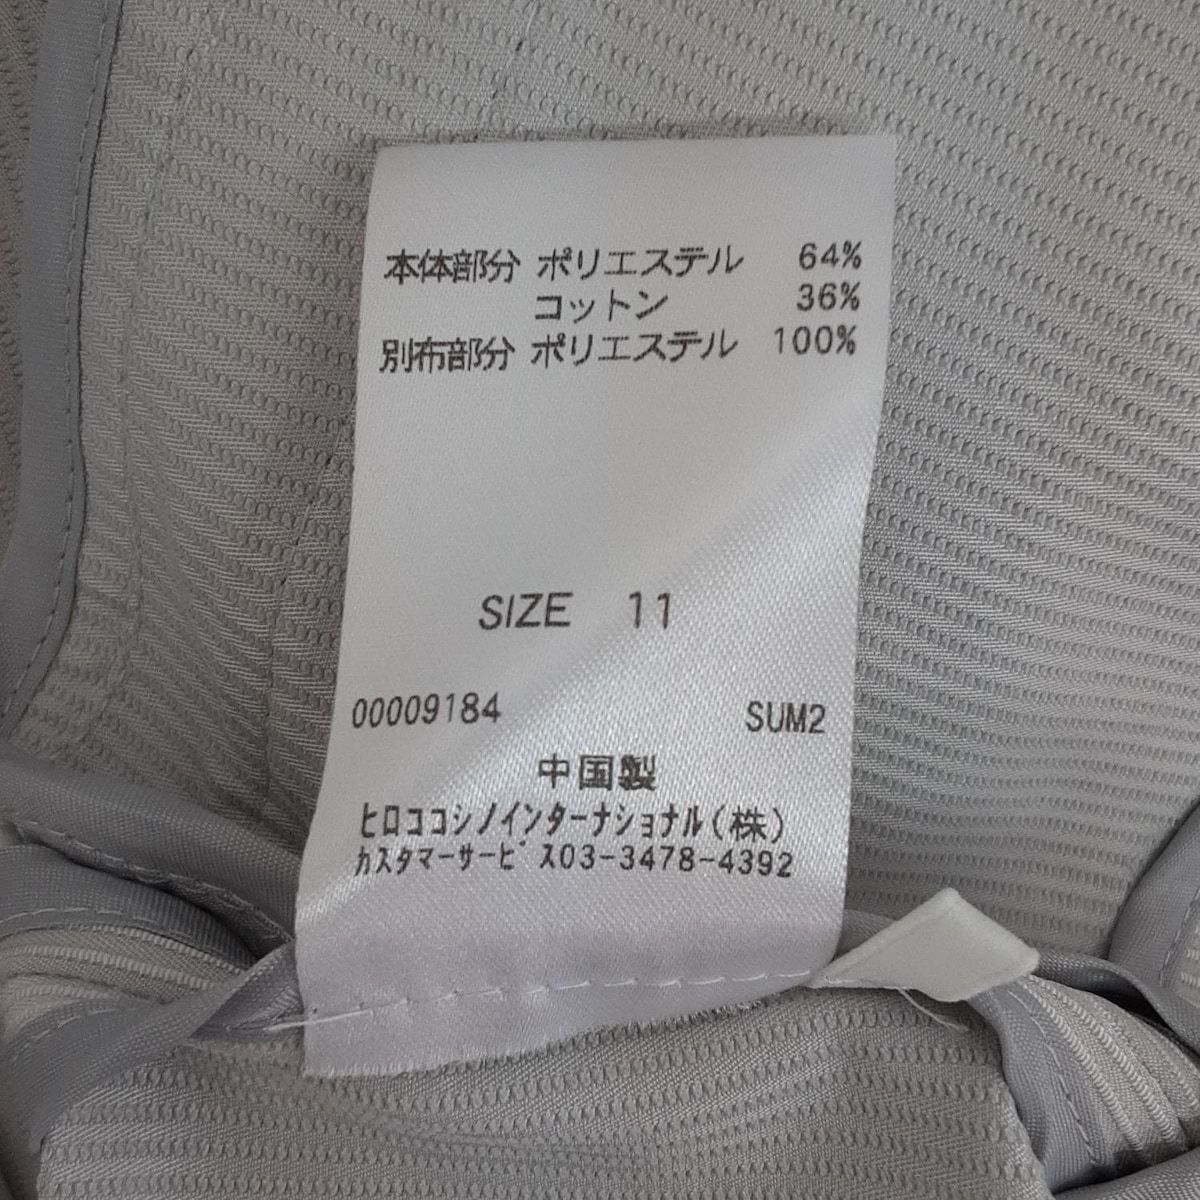 本体部分 ポリエステル 64%
コットン 36%
別布部分 ポリエステル 100%
SIZE 11
00009184 SUM2
中国製
ﾋﾛｺｺｼﾉｲﾝﾀｰﾅｼｮﾅﾙ(株)
ｶｽﾀﾏｰｻｰﾋﾞｽ03-3478-4392